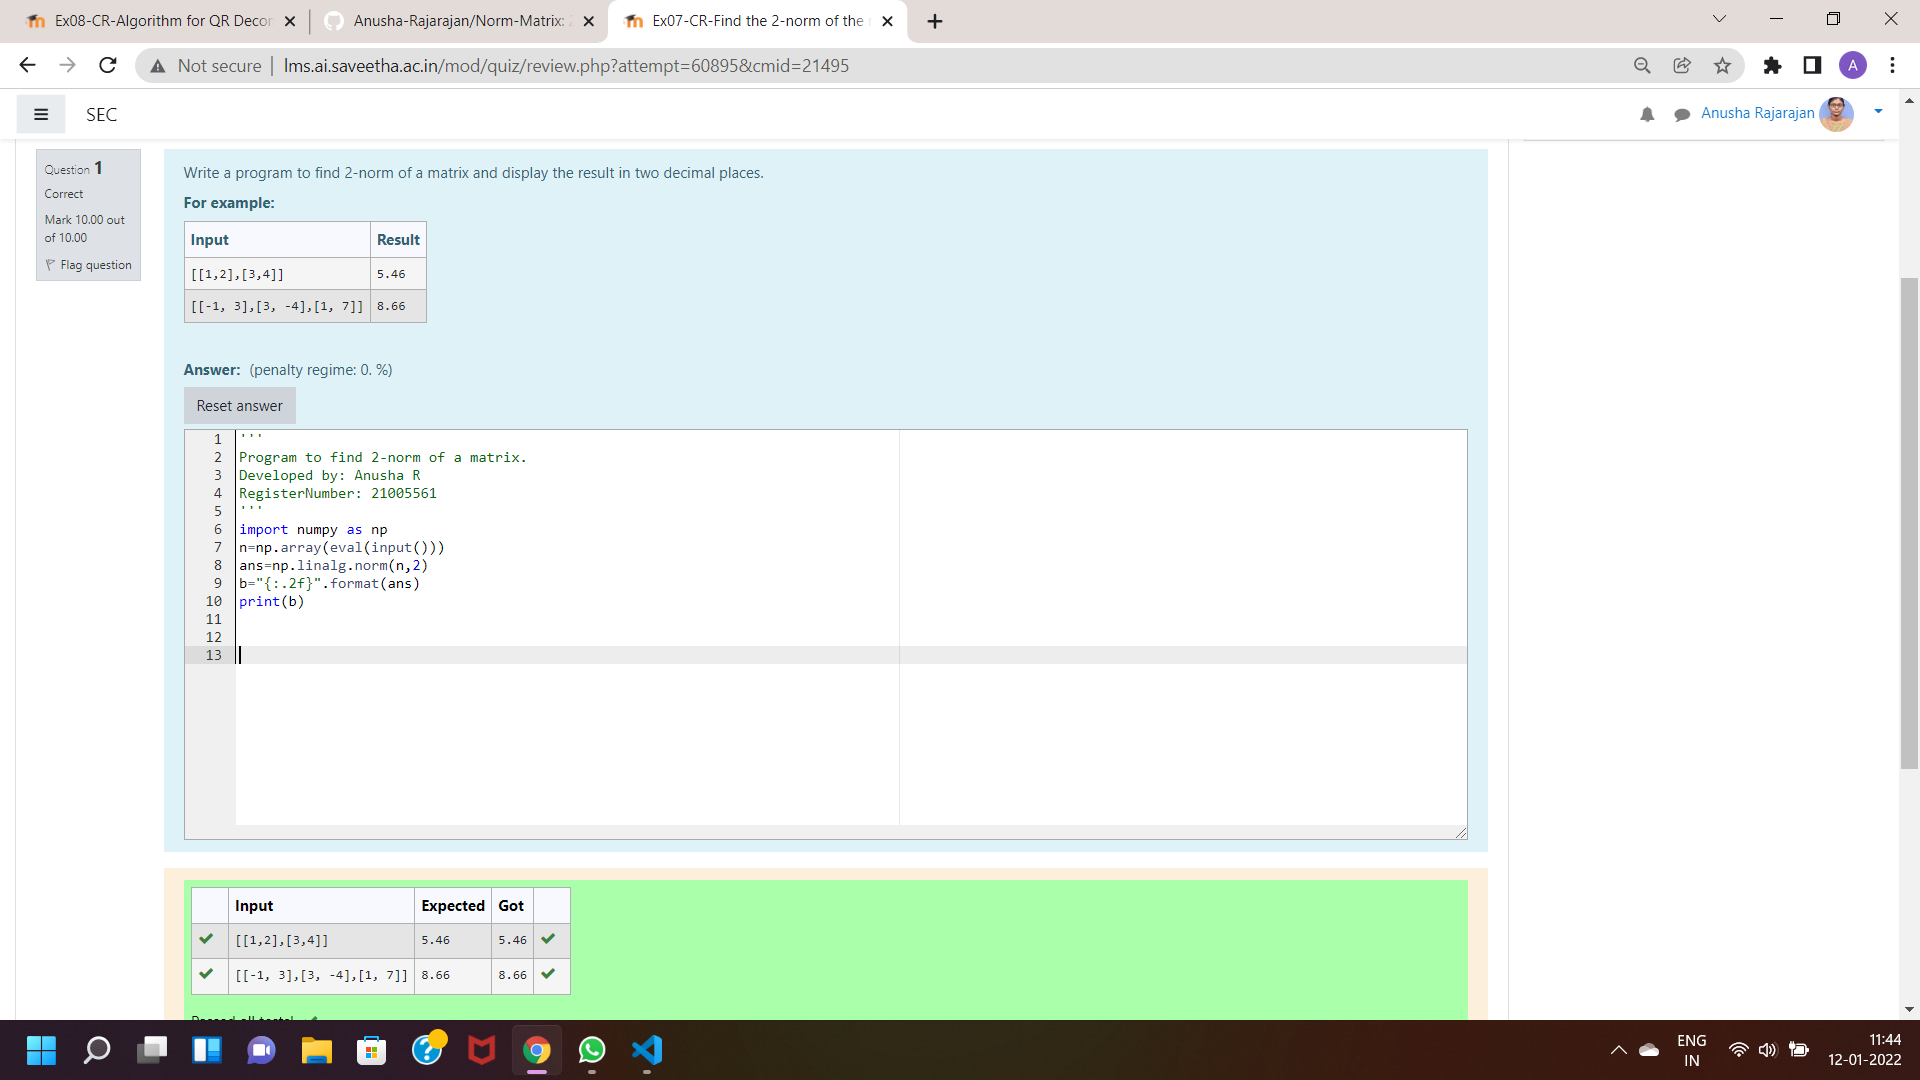 Ex08-CR-Algorithm for QR Decor
Anusha-Rajarajan/Norm-Matrix:
Ex07-CR-Find the 2-norm of the
Not secure | lms.ai.saveetha.ac.in/mod/quiz/review.php?attempt=60895&cmid=21495
A
SEC
Anusha Rajarajan
Question 1
Correct
Mark 10.00 out
of 10.00
Flag question
Write a program to find 2-norm of a matrix and display the result in two decimal places.
For example:
Input Result
[[1,2],[3,4]] 5.46
[[-1, 3],[3, -4],[1, 7]] 8.66
Answer: (penalty regime: 0. %)
Reset answer
1 '''
2 Program to find 2-norm of a matrix.
3 Developed by: Anusha R
4 RegisterNumber: 21005561
5 '''
6 import numpy as np
7 n=np.array(eval(input()))
8 ans=np.linalg.norm(n,2)
9 b="{:.2f}".format(ans)
10 print(b)
11
12
13
Input Expected Got
[[1,2],[3,4]] 5.46 5.46
[[-1, 3],[3, -4],[1, 7]] 8.66 8.66
Passed all tests!
ENG
IN
11:44
12-01-2022